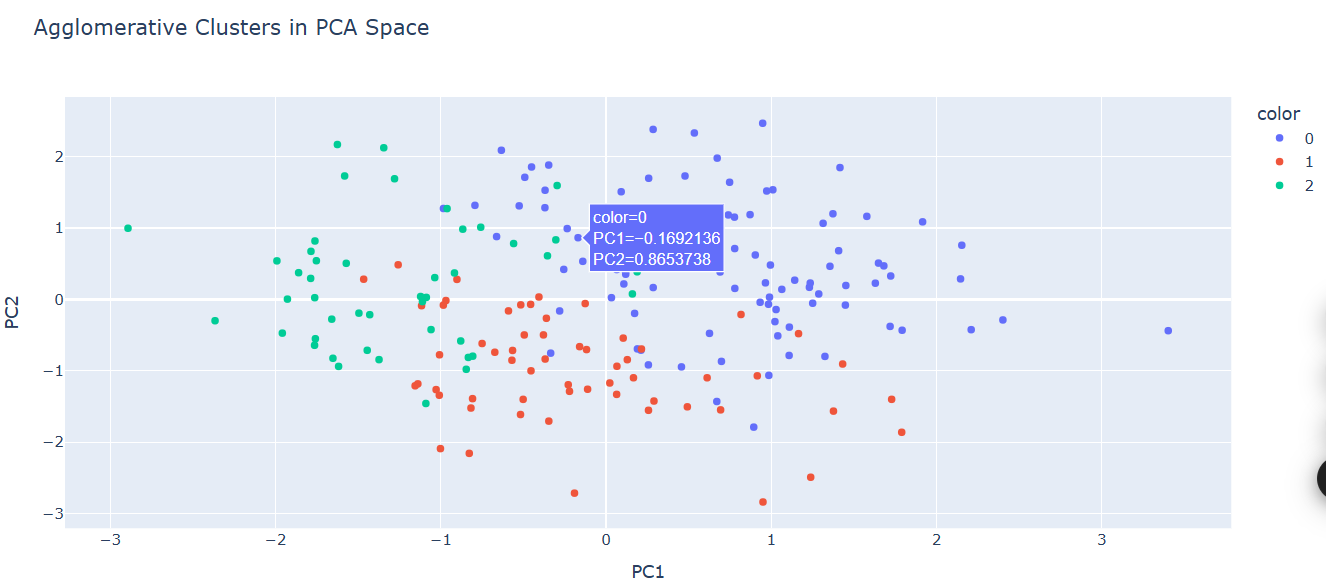 Agglomerative Clusters in PCA Space
color
0
1
2
color=0
PC1=−0.1692136
PC2=0.8653738
PC2
2
1
0
−1
−2
−3
−3
−2
−1
0
1
2
3
PC1